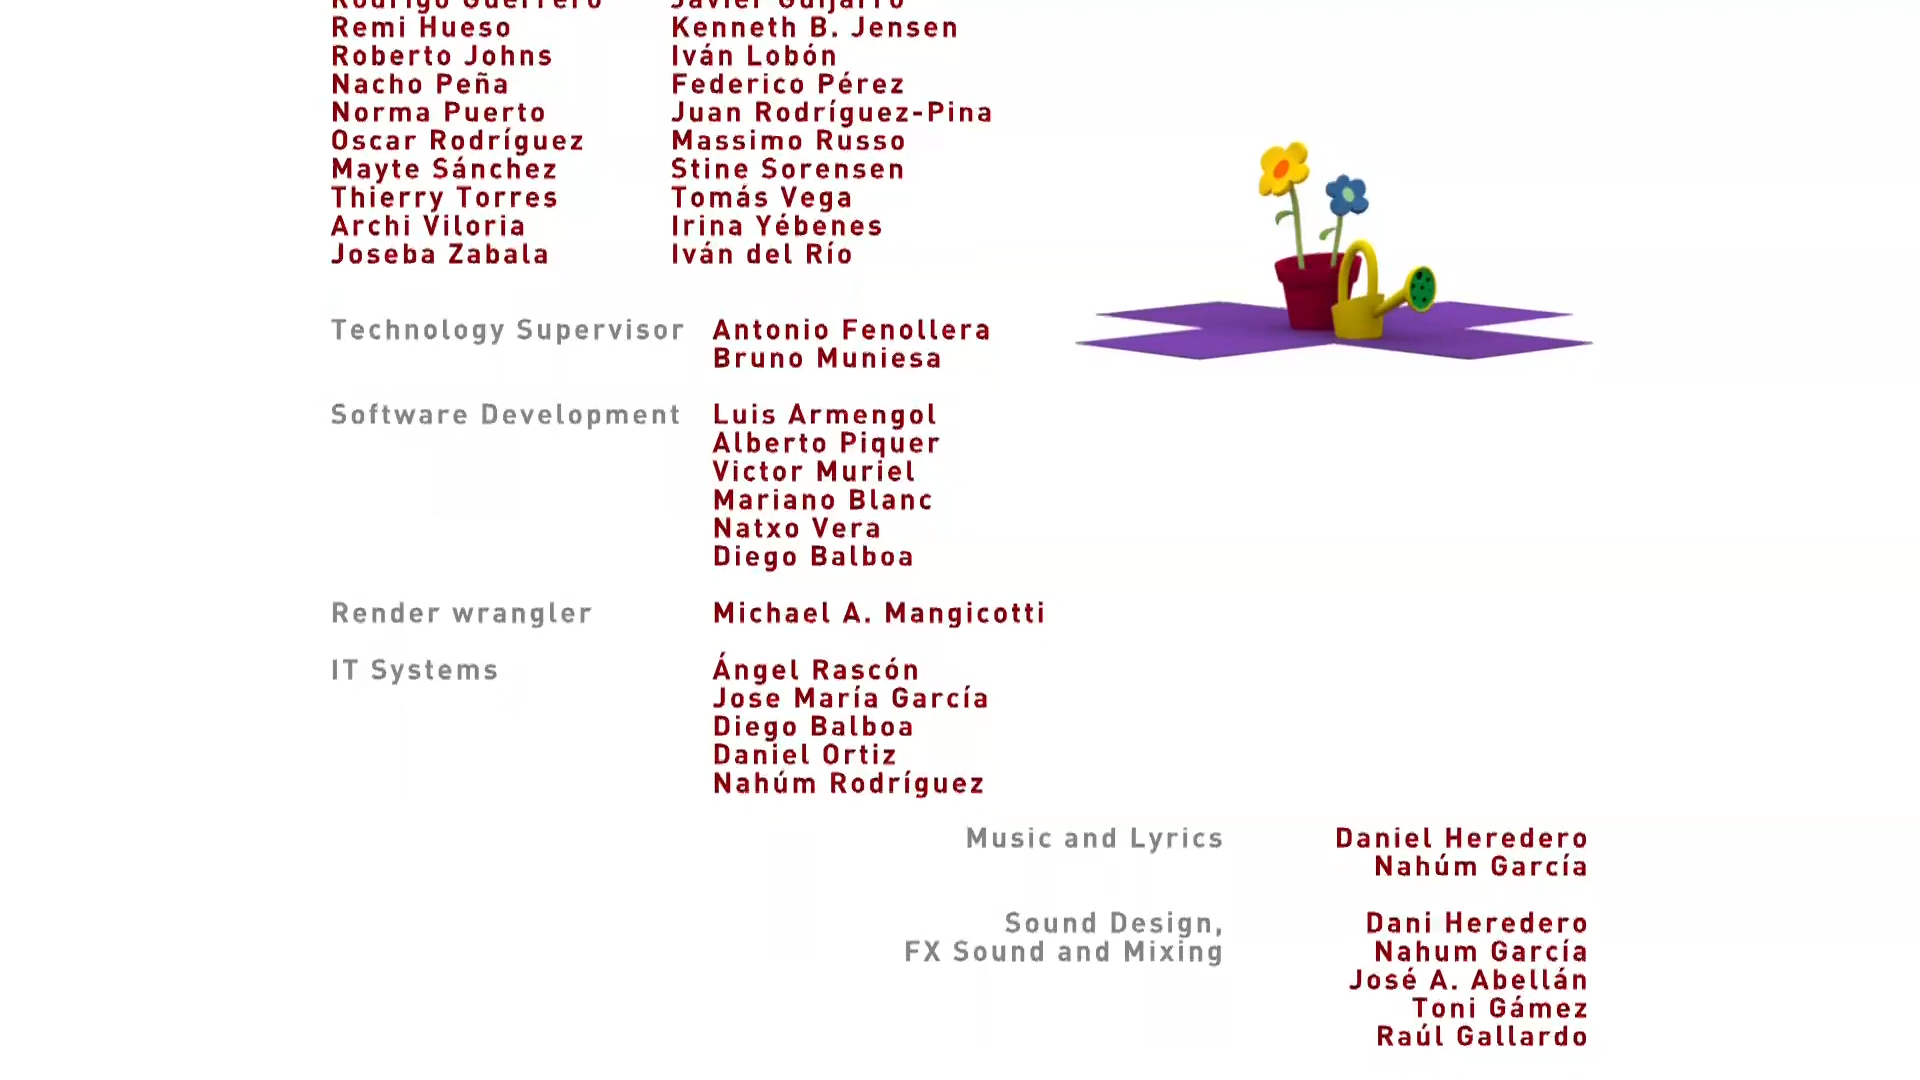 Rodrigo Guerrero Javier Guijarro
Remi Hueso Kenneth B. Jensen
Roberto Johns Iván Lobón
Nacho Peña Federico Pérez
Norma Puerto Juan Rodríguez-Pina
Oscar Rodríguez Massimo Russo
Mayte Sánchez Stine Sorensen
Thierry Torres Tomás Vega
Archi Viloria Irina Yébenes
Joseba Zabala Iván del Río
Technology Supervisor Antonio Fenollera
Bruno Muniesa
Software Development Luis Armengol
Alberto Piquer
Victor Muriel
Mariano Blanc
Natxo Vera
Diego Balboa
Render wrangler Michael A. Mangicotti
IT Systems Ángel Rascón
Jose María García
Diego Balboa
Daniel Ortiz
Nahúm Rodríguez
Music and Lyrics Daniel Heredero
Nahúm García
Sound Design, Dani Heredero
FX Sound and Mixing Nahum García
José A. Abellán
Toni Gámez
Raúl Gallardo